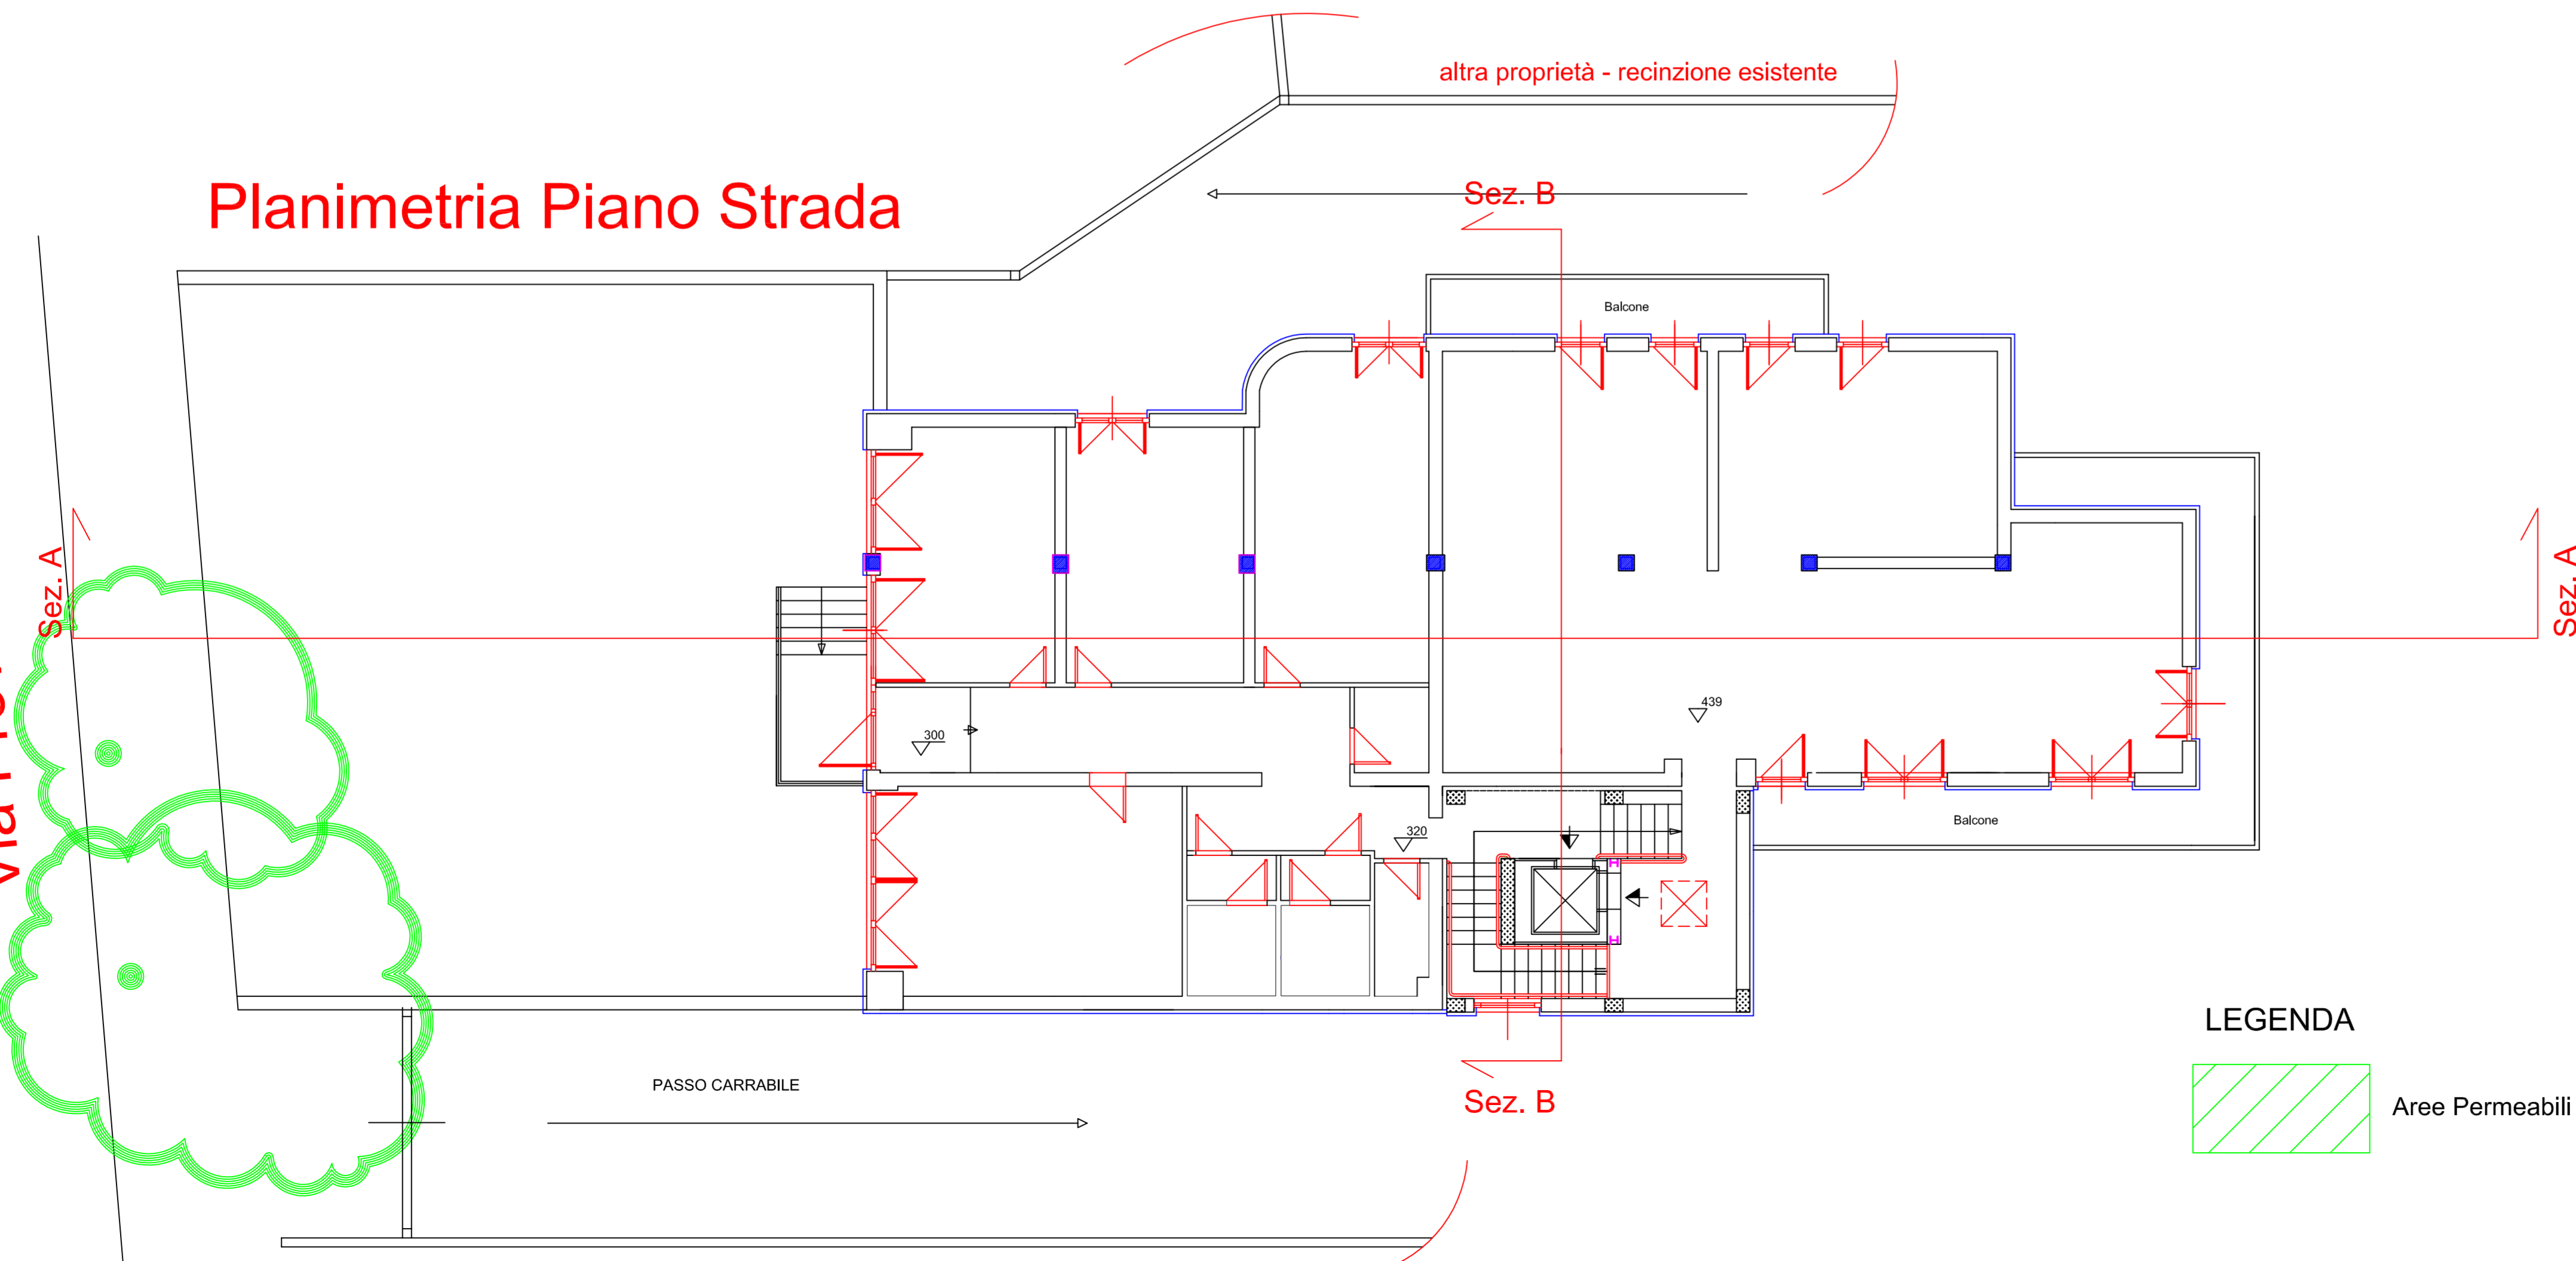 altra proprietà - recinzione esistente
Planimetria Piano Strada
Sez. B
Balcone
Sez. A
Sez. A
439
300
320
Balcone
LEGENDA
PASSO CARRABILE
Sez. B
Aree Permeabili